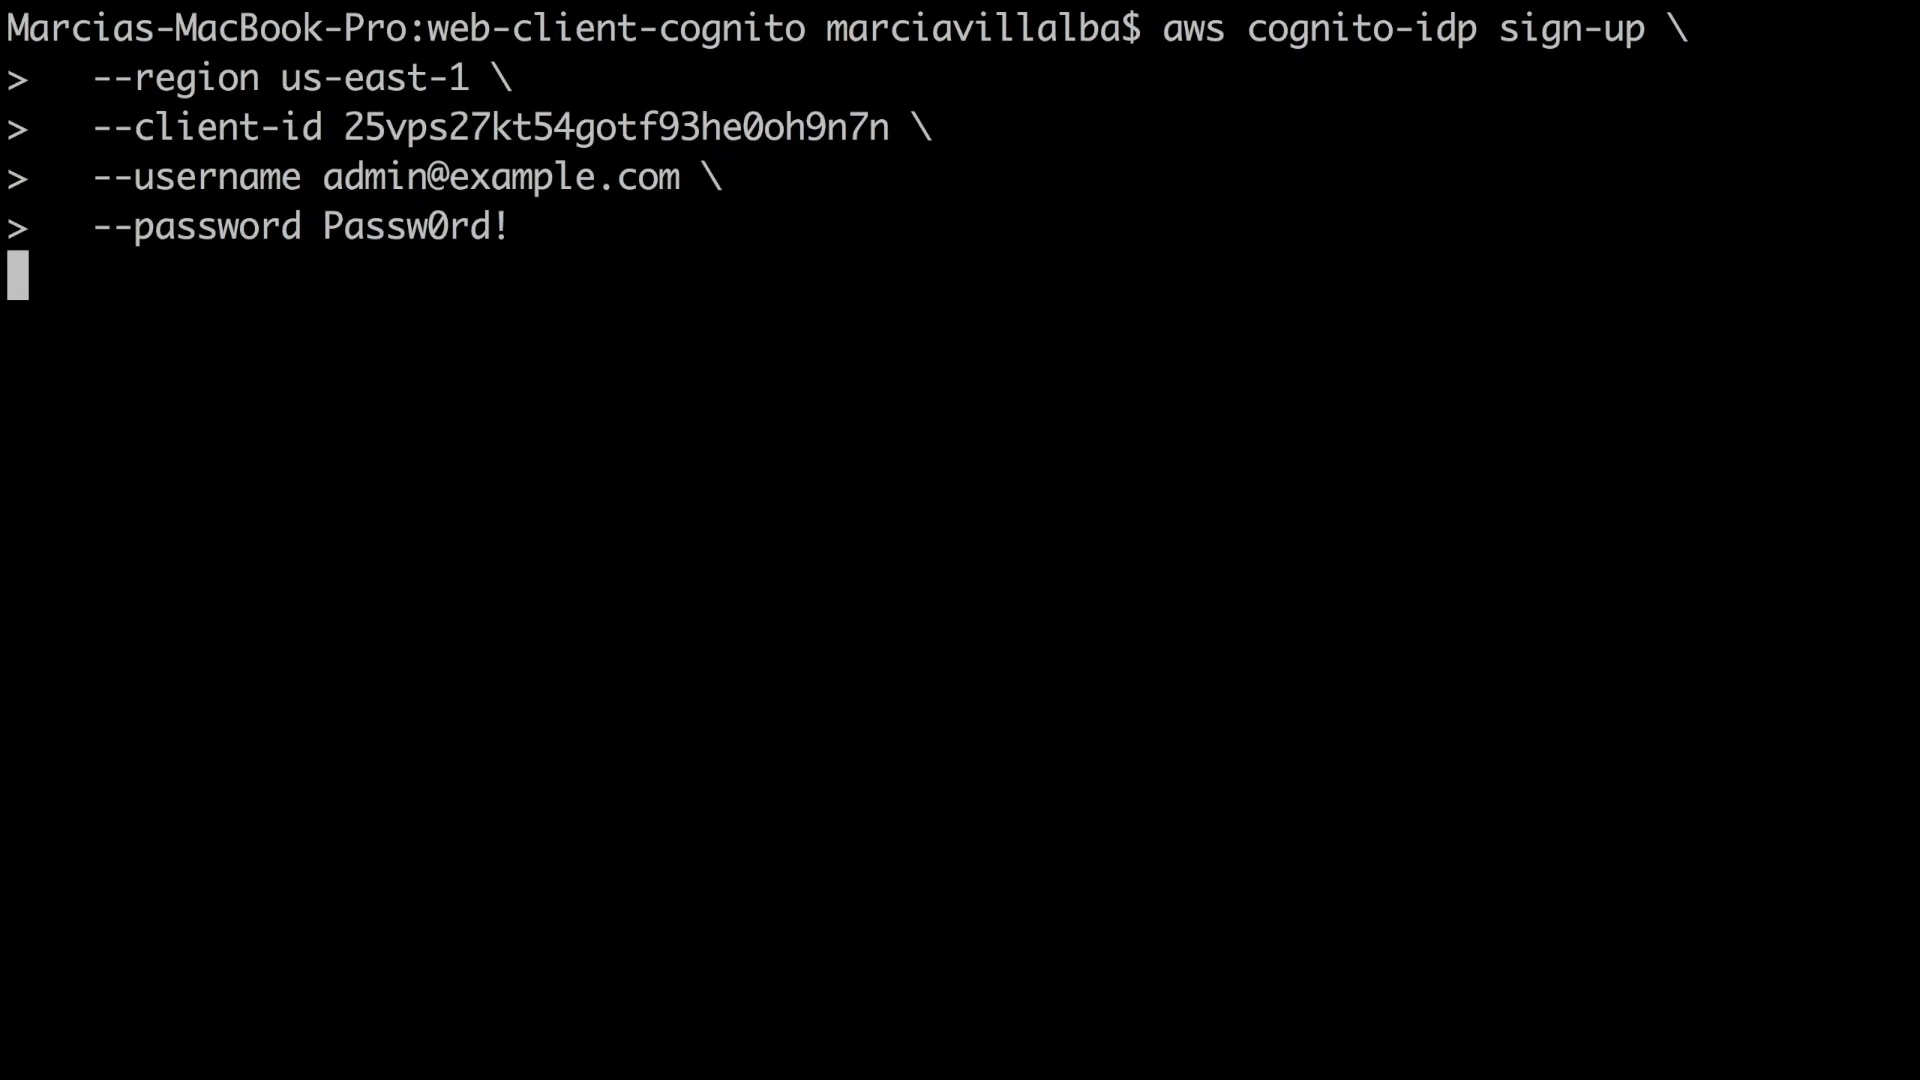 Marcias-MacBook-Pro:web-client-cognito marciavillalba$ aws cognito-idp sign-up \
>   --region us-east-1 \
>   --client-id 25vps27kt54gotf93he0oh9n7n \
>   --username admin@example.com \
>   --password Passw0rd!